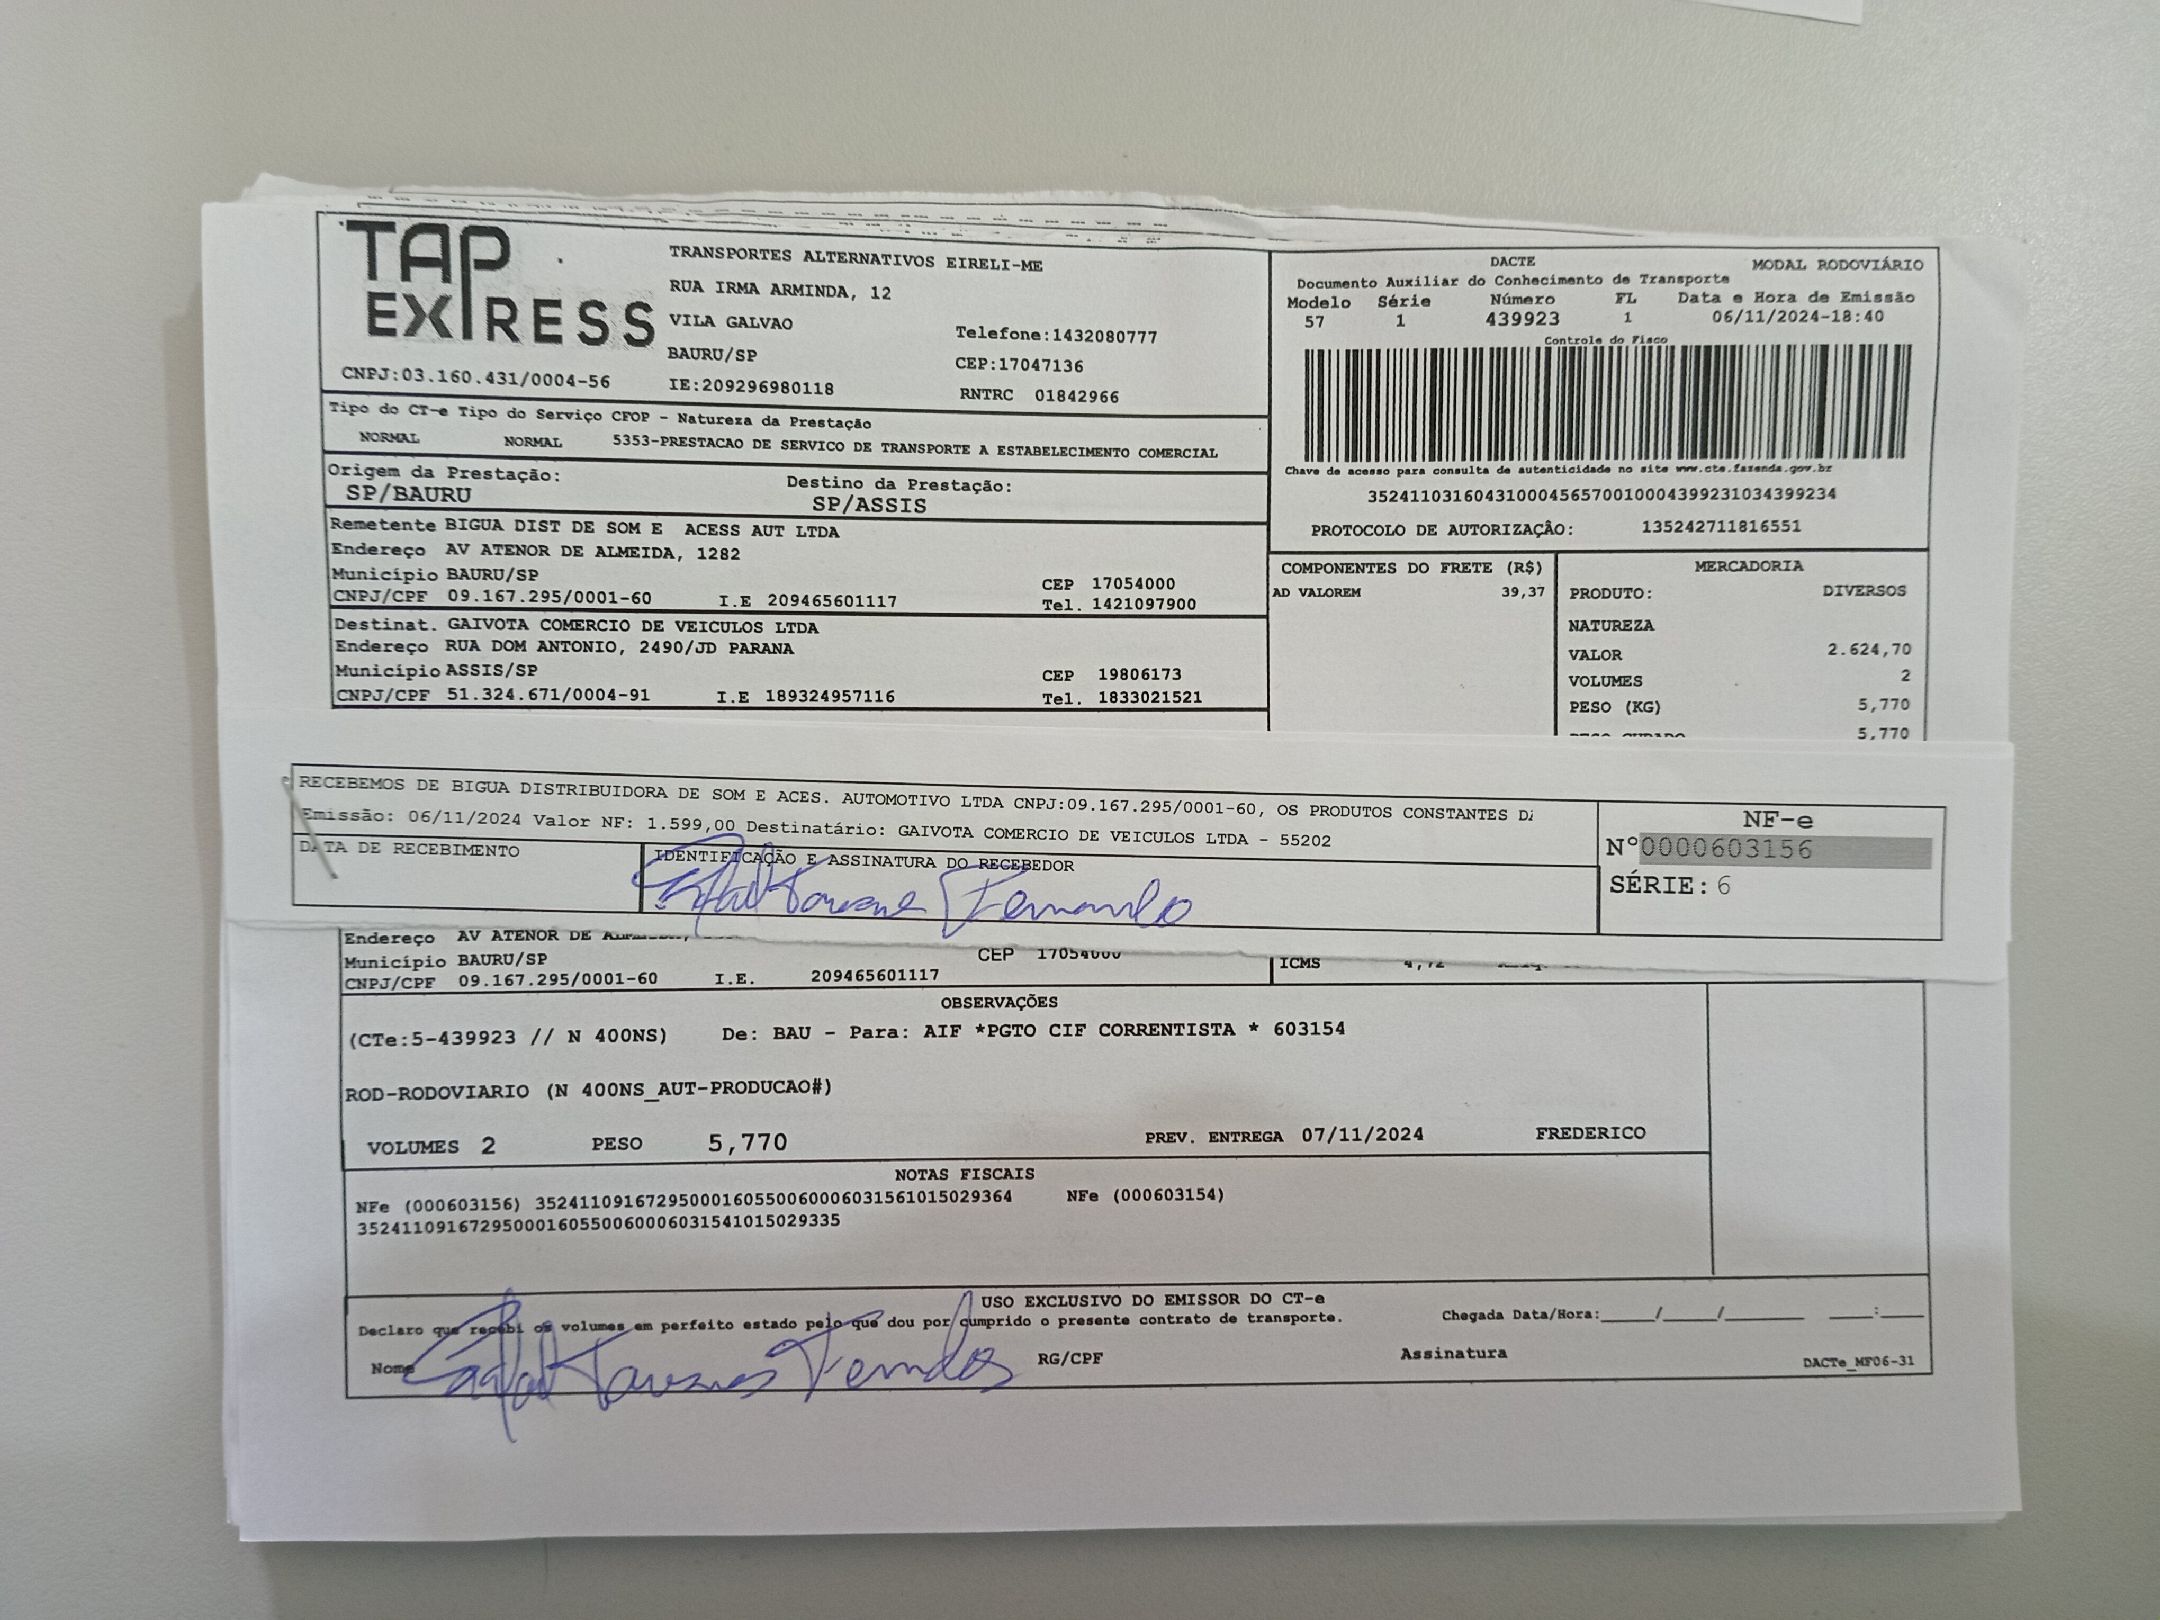 TAP
EXPRESS
CNPJ:03.160.431/0004-56
TRANSPORTES ALTERNATIVOS EIRELI-ME
RUA IRMA ARMINDA, 12
VILA GALVAO
Telefone:1432080777
BAURU/SP
CEP:17047136
IE:209296980118
RNTRC 01842966
DACTE
MODAL RODOVIÁRIO
Documento Auxiliar do Conhecimento de Transporte
Modelo Série Número FL Data e Hora de Emissão
57 1 439923 1 06/11/2024-18:40
Controle do Fisco
Chave de acesso para consulta de autenticidade no site www.cte.fazenda.gov.br
35241103160431000456570010004399231034399234
PROTOCOLO DE AUTORIZAÇÂO: 135242711816551
Tipo do CT-e Tipo do Serviço CFOP - Natureza da Prestação
NORMAL NORMAL 5353-PRESTACAO DE SERVICO DE TRANSPORTE A ESTABELECIMENTO COMERCIAL
Origem da Prestação:
SP/BAURU
Destino da Prestação:
SP/ASSIS
Remetente BIGUA DIST DE SOM E ACESS AUT LTDA
Endereço AV ATENOR DE ALMEIDA, 1282
Município BAURU/SP CEP 17054000
CNPJ/CPF 09.167.295/0001-60 I.E 209465601117 Tel. 1421097900
Destinat. GAIVOTA COMERCIO DE VEICULOS LTDA
Endereço RUA DOM ANTONIO, 2490/JD PARANA
Município ASSIS/SP CEP 19806173
CNPJ/CPF 51.324.671/0004-91 I.E 189324957116 Tel. 1833021521
COMPONENTES DO FRETE (R$)
AD VALOREM 39,37
MERCADORIA
PRODUTO: DIVERSOS
NATUREZA
VALOR 2.624,70
VOLUMES 2
PESO (KG) 5,770
5,770
RECEBEMOS DE BIGUA DISTRIBUIDORA DE SOM E ACES. AUTOMOTIVO LTDA CNPJ:09.167.295/0001-60, OS PRODUTOS CONSTANTES
Emissão: 06/11/2024 Valor NF: 1.599,00 Destinatário: GAIVOTA COMERCIO DE VEICULOS LTDA - 55202
DATA DE RECEBIMENTO
IDENTIFICAÇÃO E ASSINATURA DO RECEBEDOR
NF-e
Nº0000603156
SÉRIE: 6
Endereço AV ATENOR DE
Município BAURU/SP CEP 17054000
CNPJ/CPF 09.167.295/0001-60 I.E. 209465601117
ICMS
OBSERVAÇÕES
(CTe:5-439923 // N 400NS) De: BAU - Para: AIF *PGTO CIF CORRENTISTA * 603154
ROD-RODOVIARIO (N 400NS_AUT-PRODUCAO#)
VOLUMES 2 PESO 5,770 PREV. ENTREGA 07/11/2024 FREDERICO
NOTAS FISCAIS
NFe (000603156) 35241109167295000160550060006031561015029364 NFe (000603154)
35241109167295000160550060006031541015029335
USO EXCLUSIVO DO EMISSOR DO CT-e
Declaro que recebi os volumes em perfeito estado pelo que dou por cumprido o presente contrato de transporte.
Chegada Data/Hora:_____/_____/________ ____:____
Nome RG/CPF Assinatura
DACTe_MF06-31